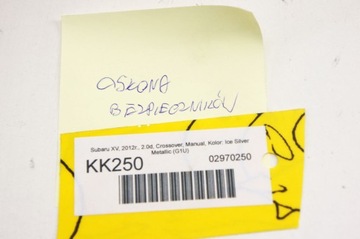 OSŁONA
BEZPIECZNIKÓW
Subaru XV, 2012r., 2.0d, Crossover, Manual, Kolor: Ice Silver
Metallic (G1U)
KK250
02970250